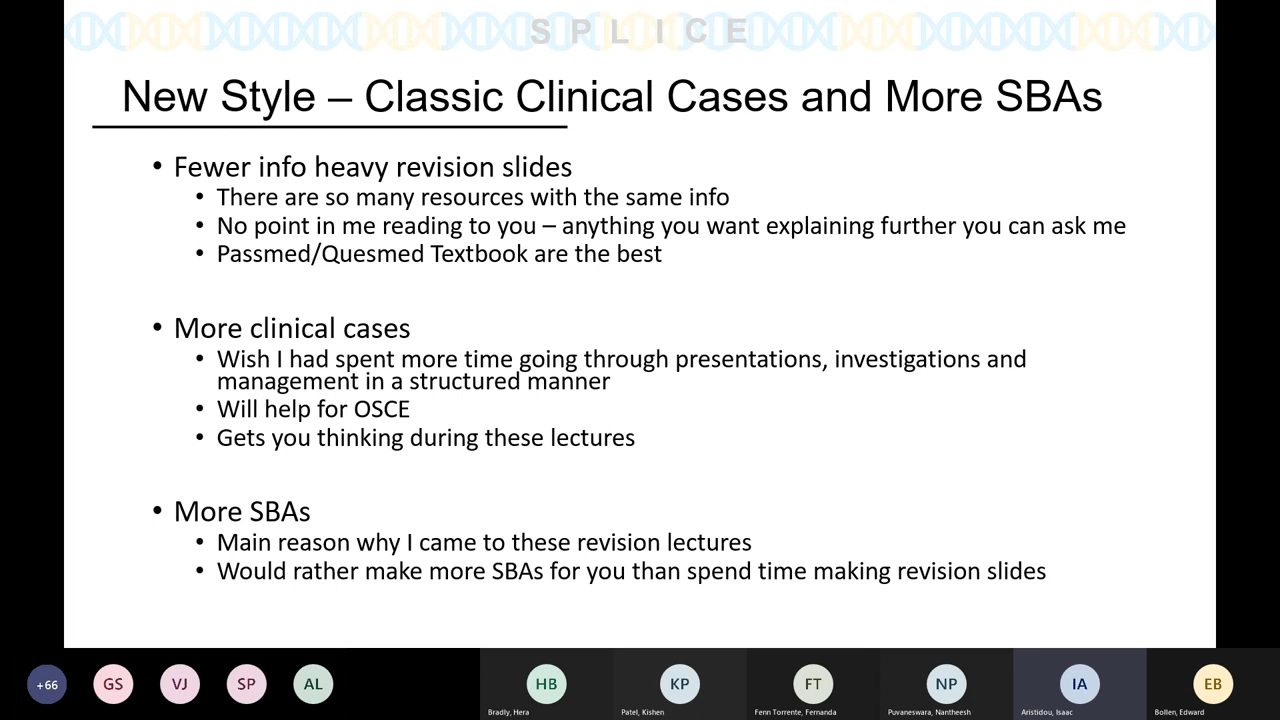 SPLICE
New Style – Classic Clinical Cases and More SBAs
• Fewer info heavy revision slides
• There are so many resources with the same info
• No point in me reading to you – anything you want explaining further you can ask me
• Passmed/Quesmed Textbook are the best
• More clinical cases
• Wish I had spent more time going through presentations, investigations and
management in a structured manner
• Will help for OSCE
• Gets you thinking during these lectures
• More SBAs
• Main reason why I came to these revision lectures
• Would rather make more SBAs for you than spend time making revision slides
+66 GS VJ SP AL HB KP FT NP IA EB
Bradly, Hera Patel, Kishen Fenn Torrente, Fernanda Puvaneswara, Nantheesh Aristidou, Isaac Bollen, Edward